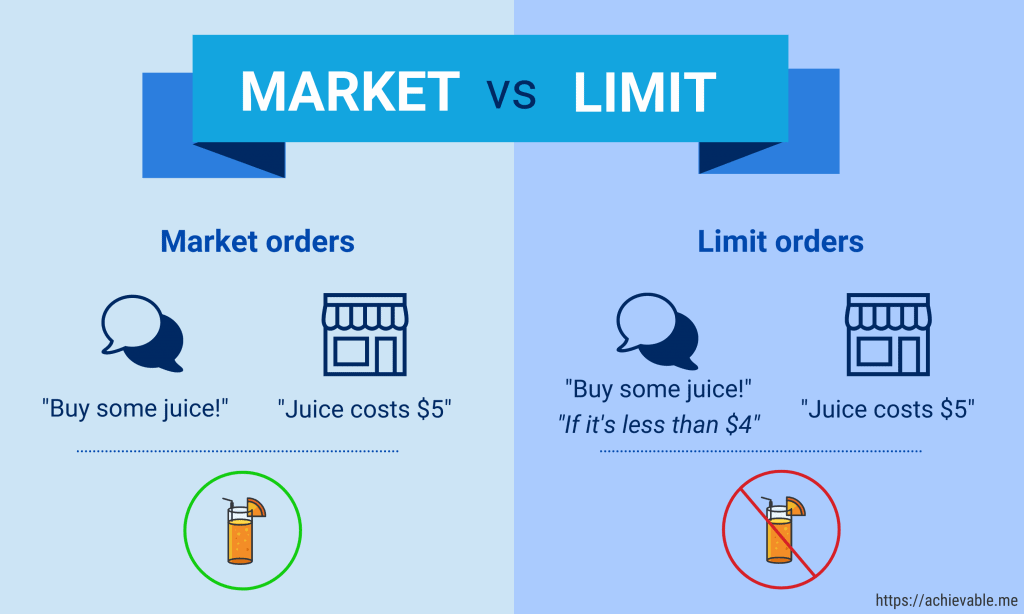 MARKET vs LIMIT
Market orders
"Buy some juice!"
"Juice costs $5"
Limit orders
"Buy some juice!"
"If it's less than $4"
"Juice costs $5"
https://achievable.me